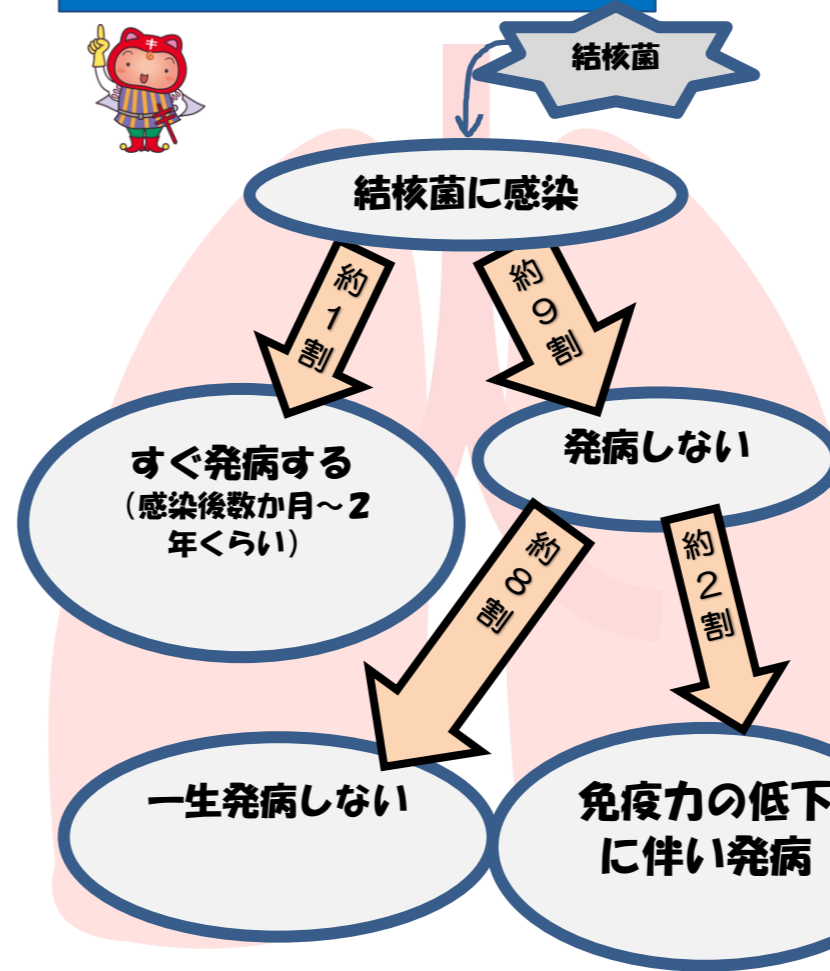 結核菌
キ
結核菌に感染
約1割
約9割
すぐ発病する
（感染後数か月～２
年くらい）
発病しない
約8割
約2割
一生発病しない
免疫力の低下
に伴い発病